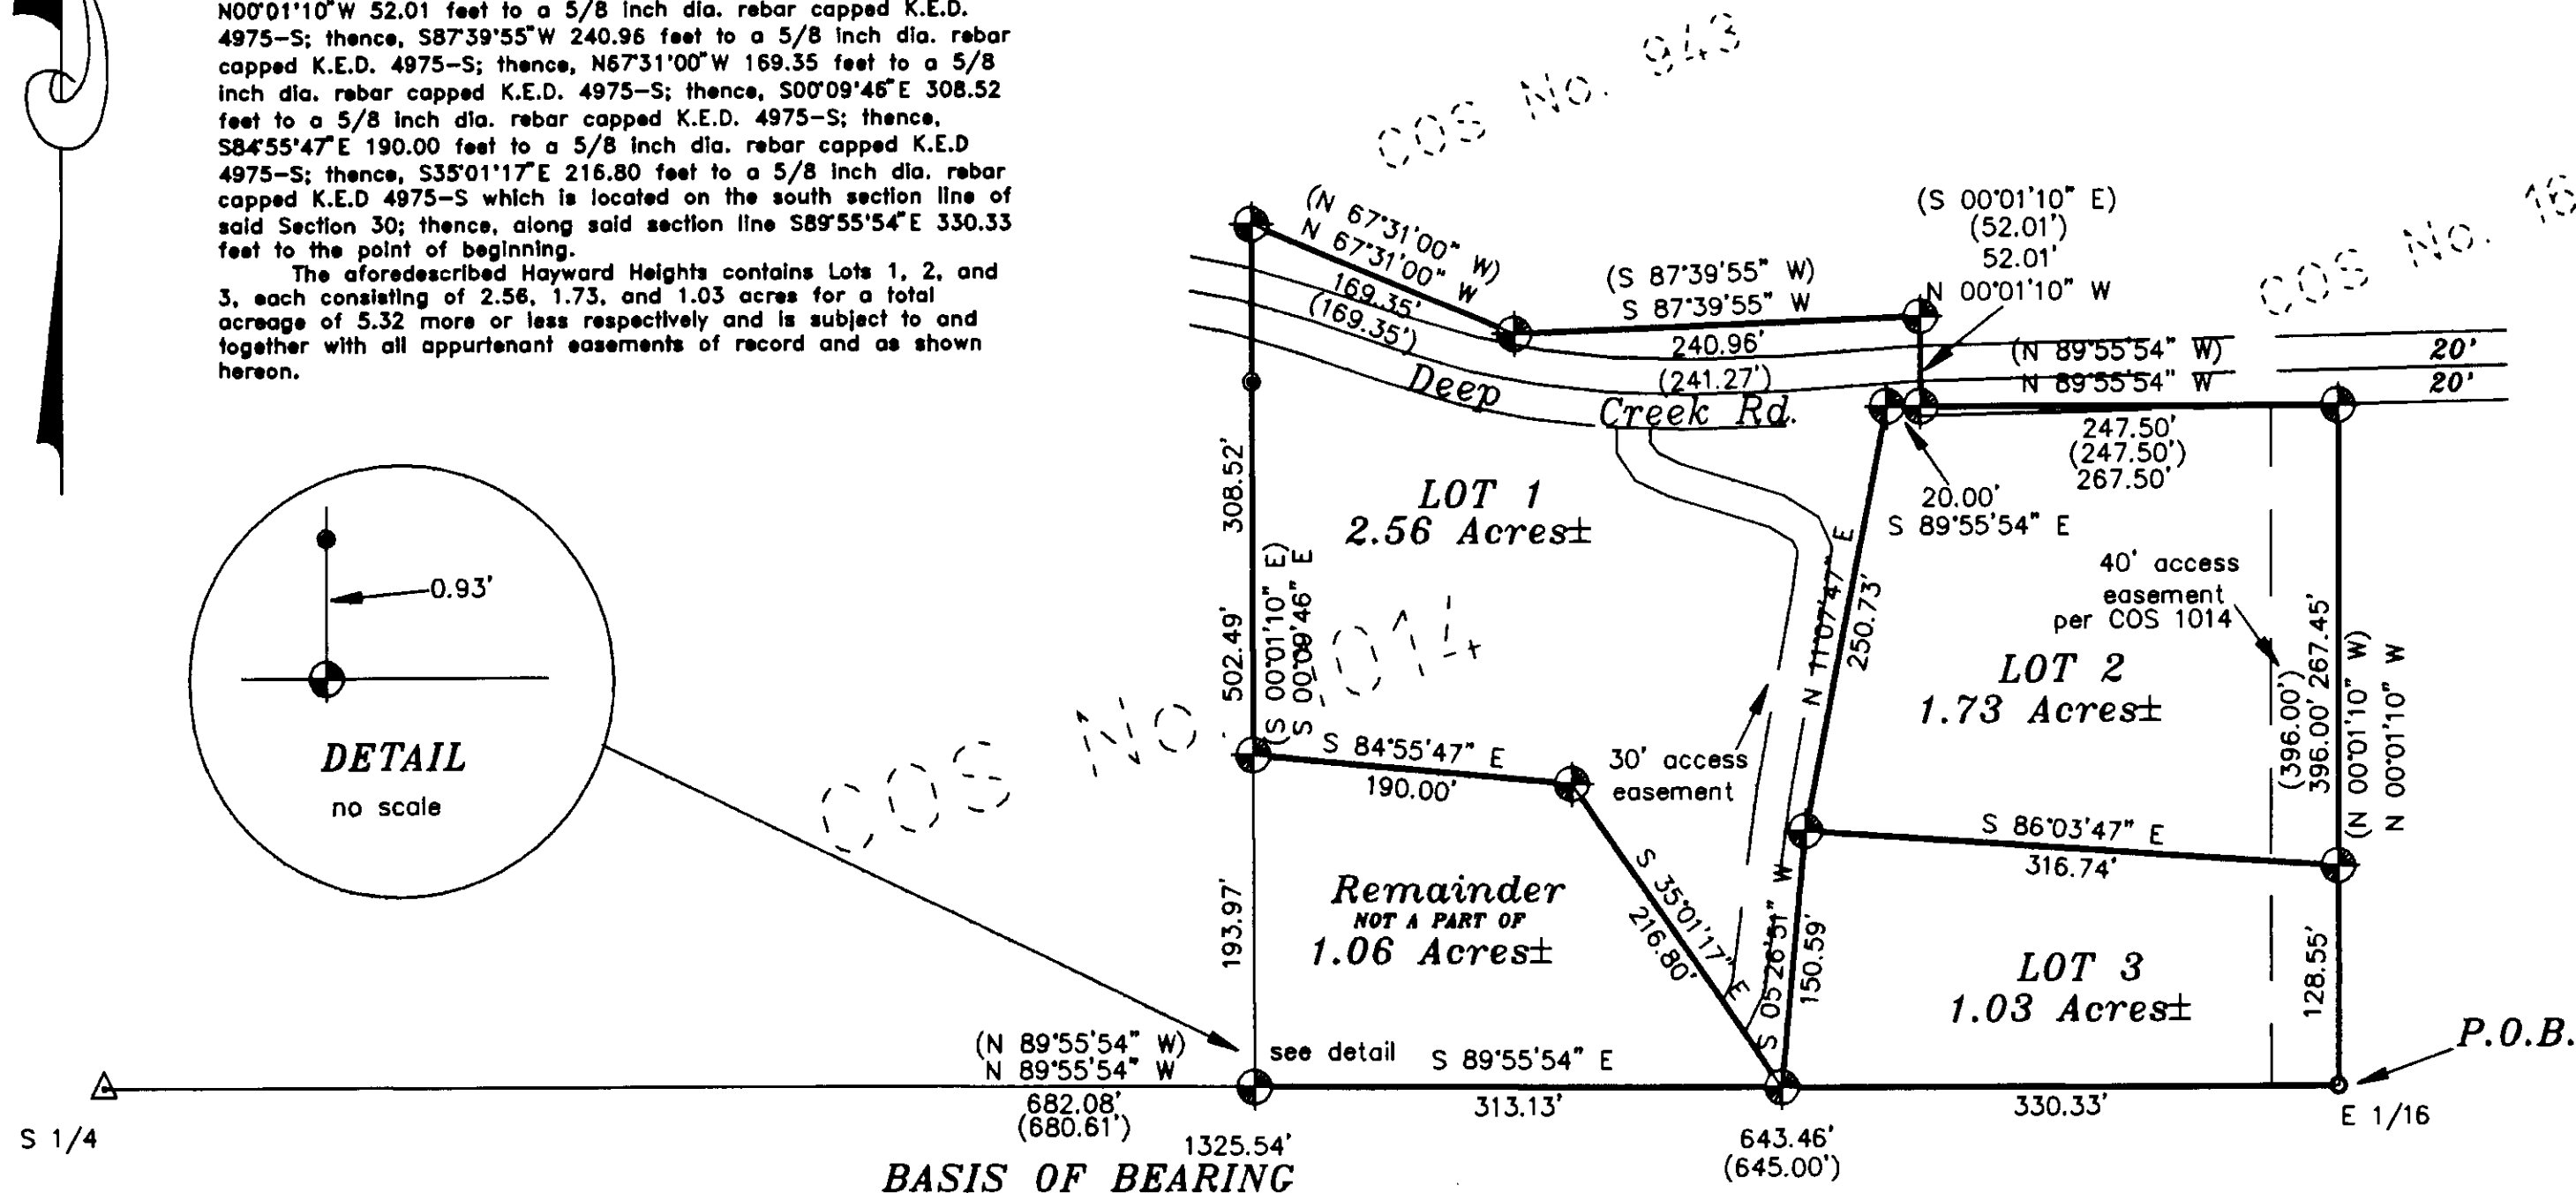 N00°01'10"W 52.01 feet to a 5/8 inch dia. rebar capped K.E.D.
4975-S; thence, S87°39'55"W 240.96 feet to a 5/8 inch dia. rebar
capped K.E.D. 4975-S; thence, N67°31'00"W 169.35 feet to a 5/8
inch dia. rebar capped K.E.D. 4975-S; thence, S00°09'46"E 308.52
feet to a 5/8 inch dia. rebar capped K.E.D. 4975-S; thence,
S84°55'47"E 190.00 feet to a 5/8 inch dia. rebar capped K.E.D
4975-S; thence, S35°01'17"E 216.80 feet to a 5/8 inch dia. rebar
capped K.E.D 4975-S which is located on the south section line of
said Section 30; thence, along said section line S89°55'54"E 330.33
feet to the point of beginning.
The aforedescribed Hayward Heights contains Lots 1, 2, and
3, each consisting of 2.56, 1.73, and 1.03 acres for a total
acreage of 5.32 more or less respectively and is subject to and
together with all appurtenant easements of record and as shown
hereon.
COS No. 943
COS No. 16
(N 67°31'00" W)
N 67°31'00" W
169.35'
(169.35')
(S 87°39'55" W)
S 87°39'55" W
240.96'
(241.27')
(S 00°01'10" E)
(52.01')
52.01'
N 00°01'10" W
(N 89°55'54" W)
N 89°55'54" W
20'
20'
Deep Creek Rd.
247.50'
(247.50')
267.50'
20.00'
S 89°55'54" E
308.52'
502.49'
(S 00°01'10" E)
S 00°09'46" E
LOT 1
2.56 Acres±
N 11°07'47" E
250.73'
40' access
easement
per COS 1014
LOT 2
1.73 Acres±
(396.00')
396.00'
267.45'
(N 00°01'10" W)
N 00°01'10" W
0.93'
DETAIL
no scale
COS No. 1014
S 84°55'47" E
190.00'
30' access
easement
S 86°03'47" E
316.74'
193.97'
Remainder
NOT A PART OF
1.06 Acres±
S 35°01'17" E
216.80'
S 05°26'51" W
150.59'
LOT 3
1.03 Acres±
128.55'
P.O.B.
(N 89°55'54" W)
N 89°55'54" W
see detail
S 89°55'54" E
682.08'
(680.61')
313.13'
330.33'
S 1/4
E 1/16
1325.54'
643.46'
(645.00')
BASIS OF BEARING